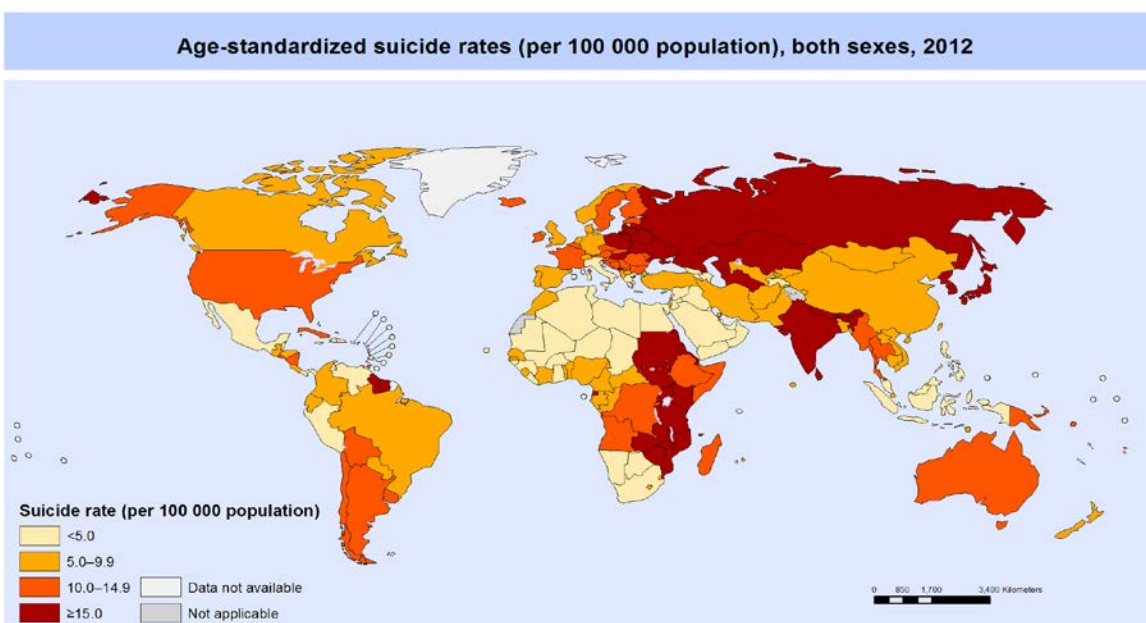 Age-standardized suicide rates (per 100 000 population), both sexes, 2012
Suicide rate (per 100 000 population)
<5.0
5.0–9.9
10.0–14.9
≥15.0
Data not available
Not applicable
0 850 1,700 3,400 Kilometers